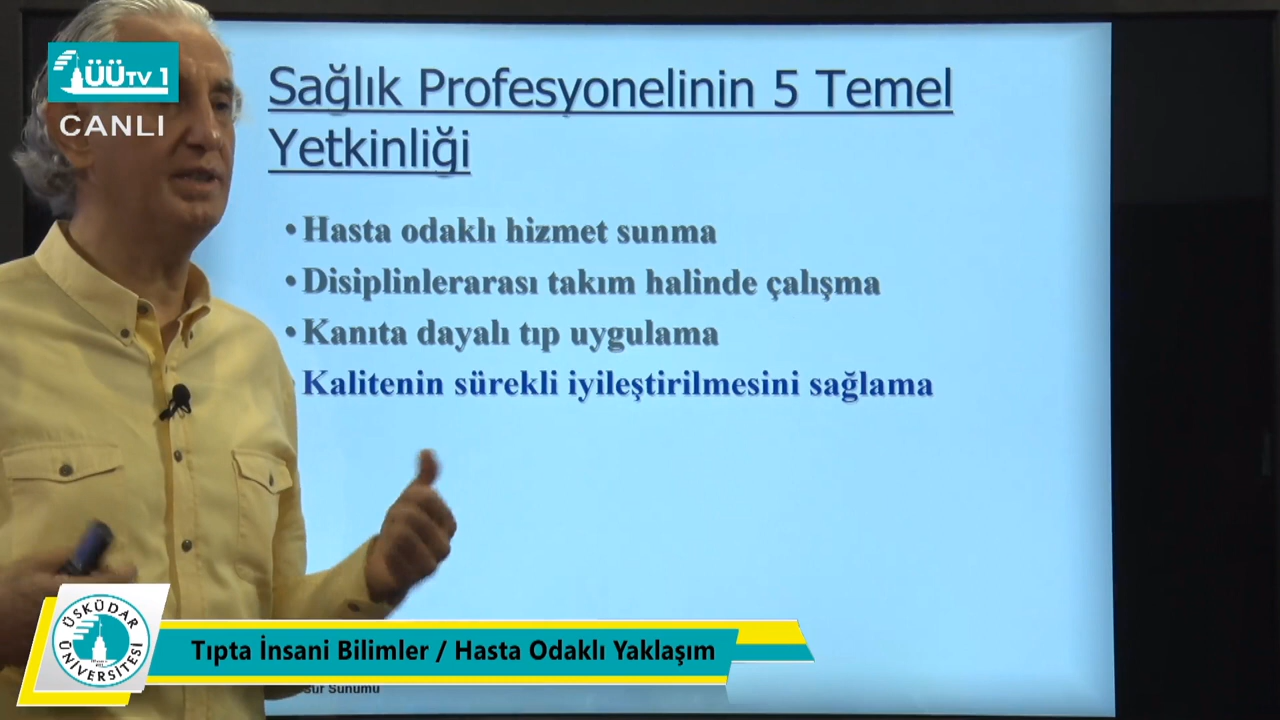 ÜÜTV 1
CANLI
Sağlık Profesyonelinin 5 Temel
Yetkinliği
• Hasta odaklı hizmet sunma
• Disiplinlerarası takım halinde çalışma
• Kanıta dayalı tıp uygulama
• Kalitenin sürekli iyileştirilmesini sağlama
ÜSKÜDAR
ÜNİVERSİTESİ
Tıpta İnsani Bilimler / Hasta Odaklı Yaklaşım
Sur Sunumu